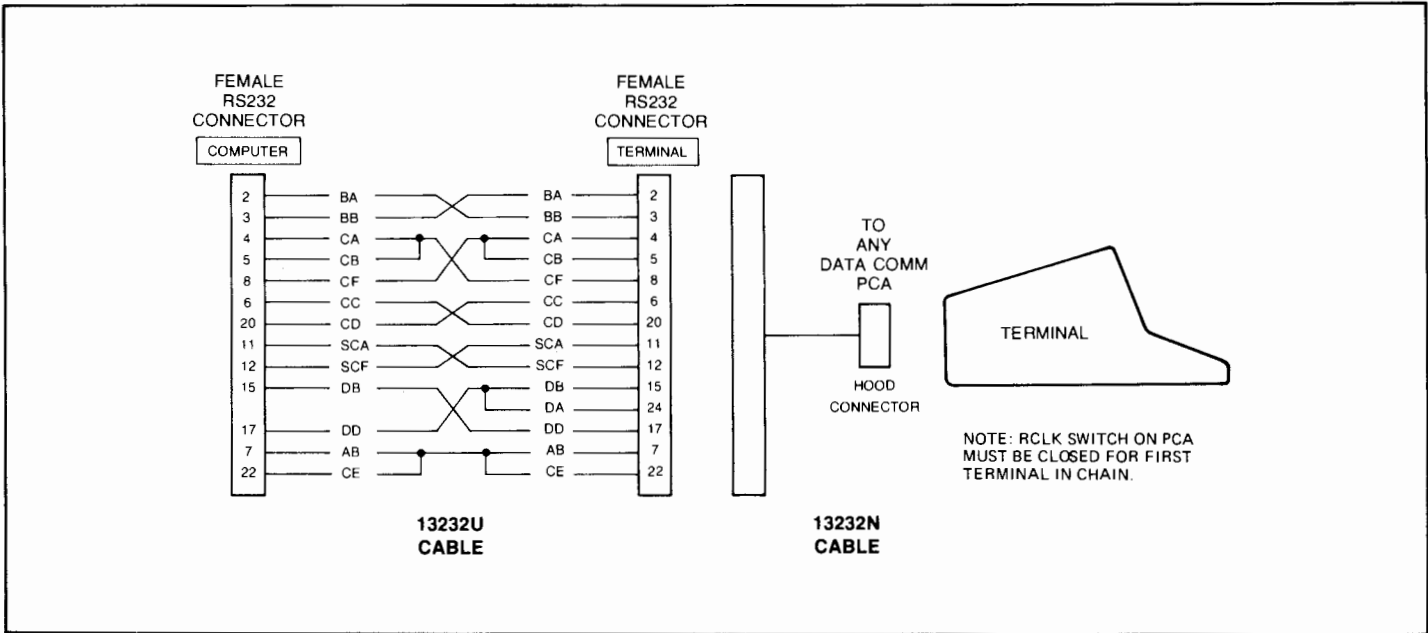 FEMALE
RS232
CONNECTOR
COMPUTER
FEMALE
RS232
CONNECTOR
TERMINAL
2 BA BA 2
3 BB BB 3
4 CA CA 4
5 CB CB 5
8 CF CF 8
6 CC CC 6
20 CD CD 20
11 SCA SCA 11
12 SCF SCF 12
15 DB DB 15
DA 24
17 DD DD 17
7 AB AB 7
22 CE CE 22
13232U
CABLE
TO
ANY
DATA COMM
PCA
HOOD
CONNECTOR
13232N
CABLE
TERMINAL
NOTE: RCLK SWITCH ON PCA
MUST BE CLOSED FOR FIRST
TERMINAL IN CHAIN.